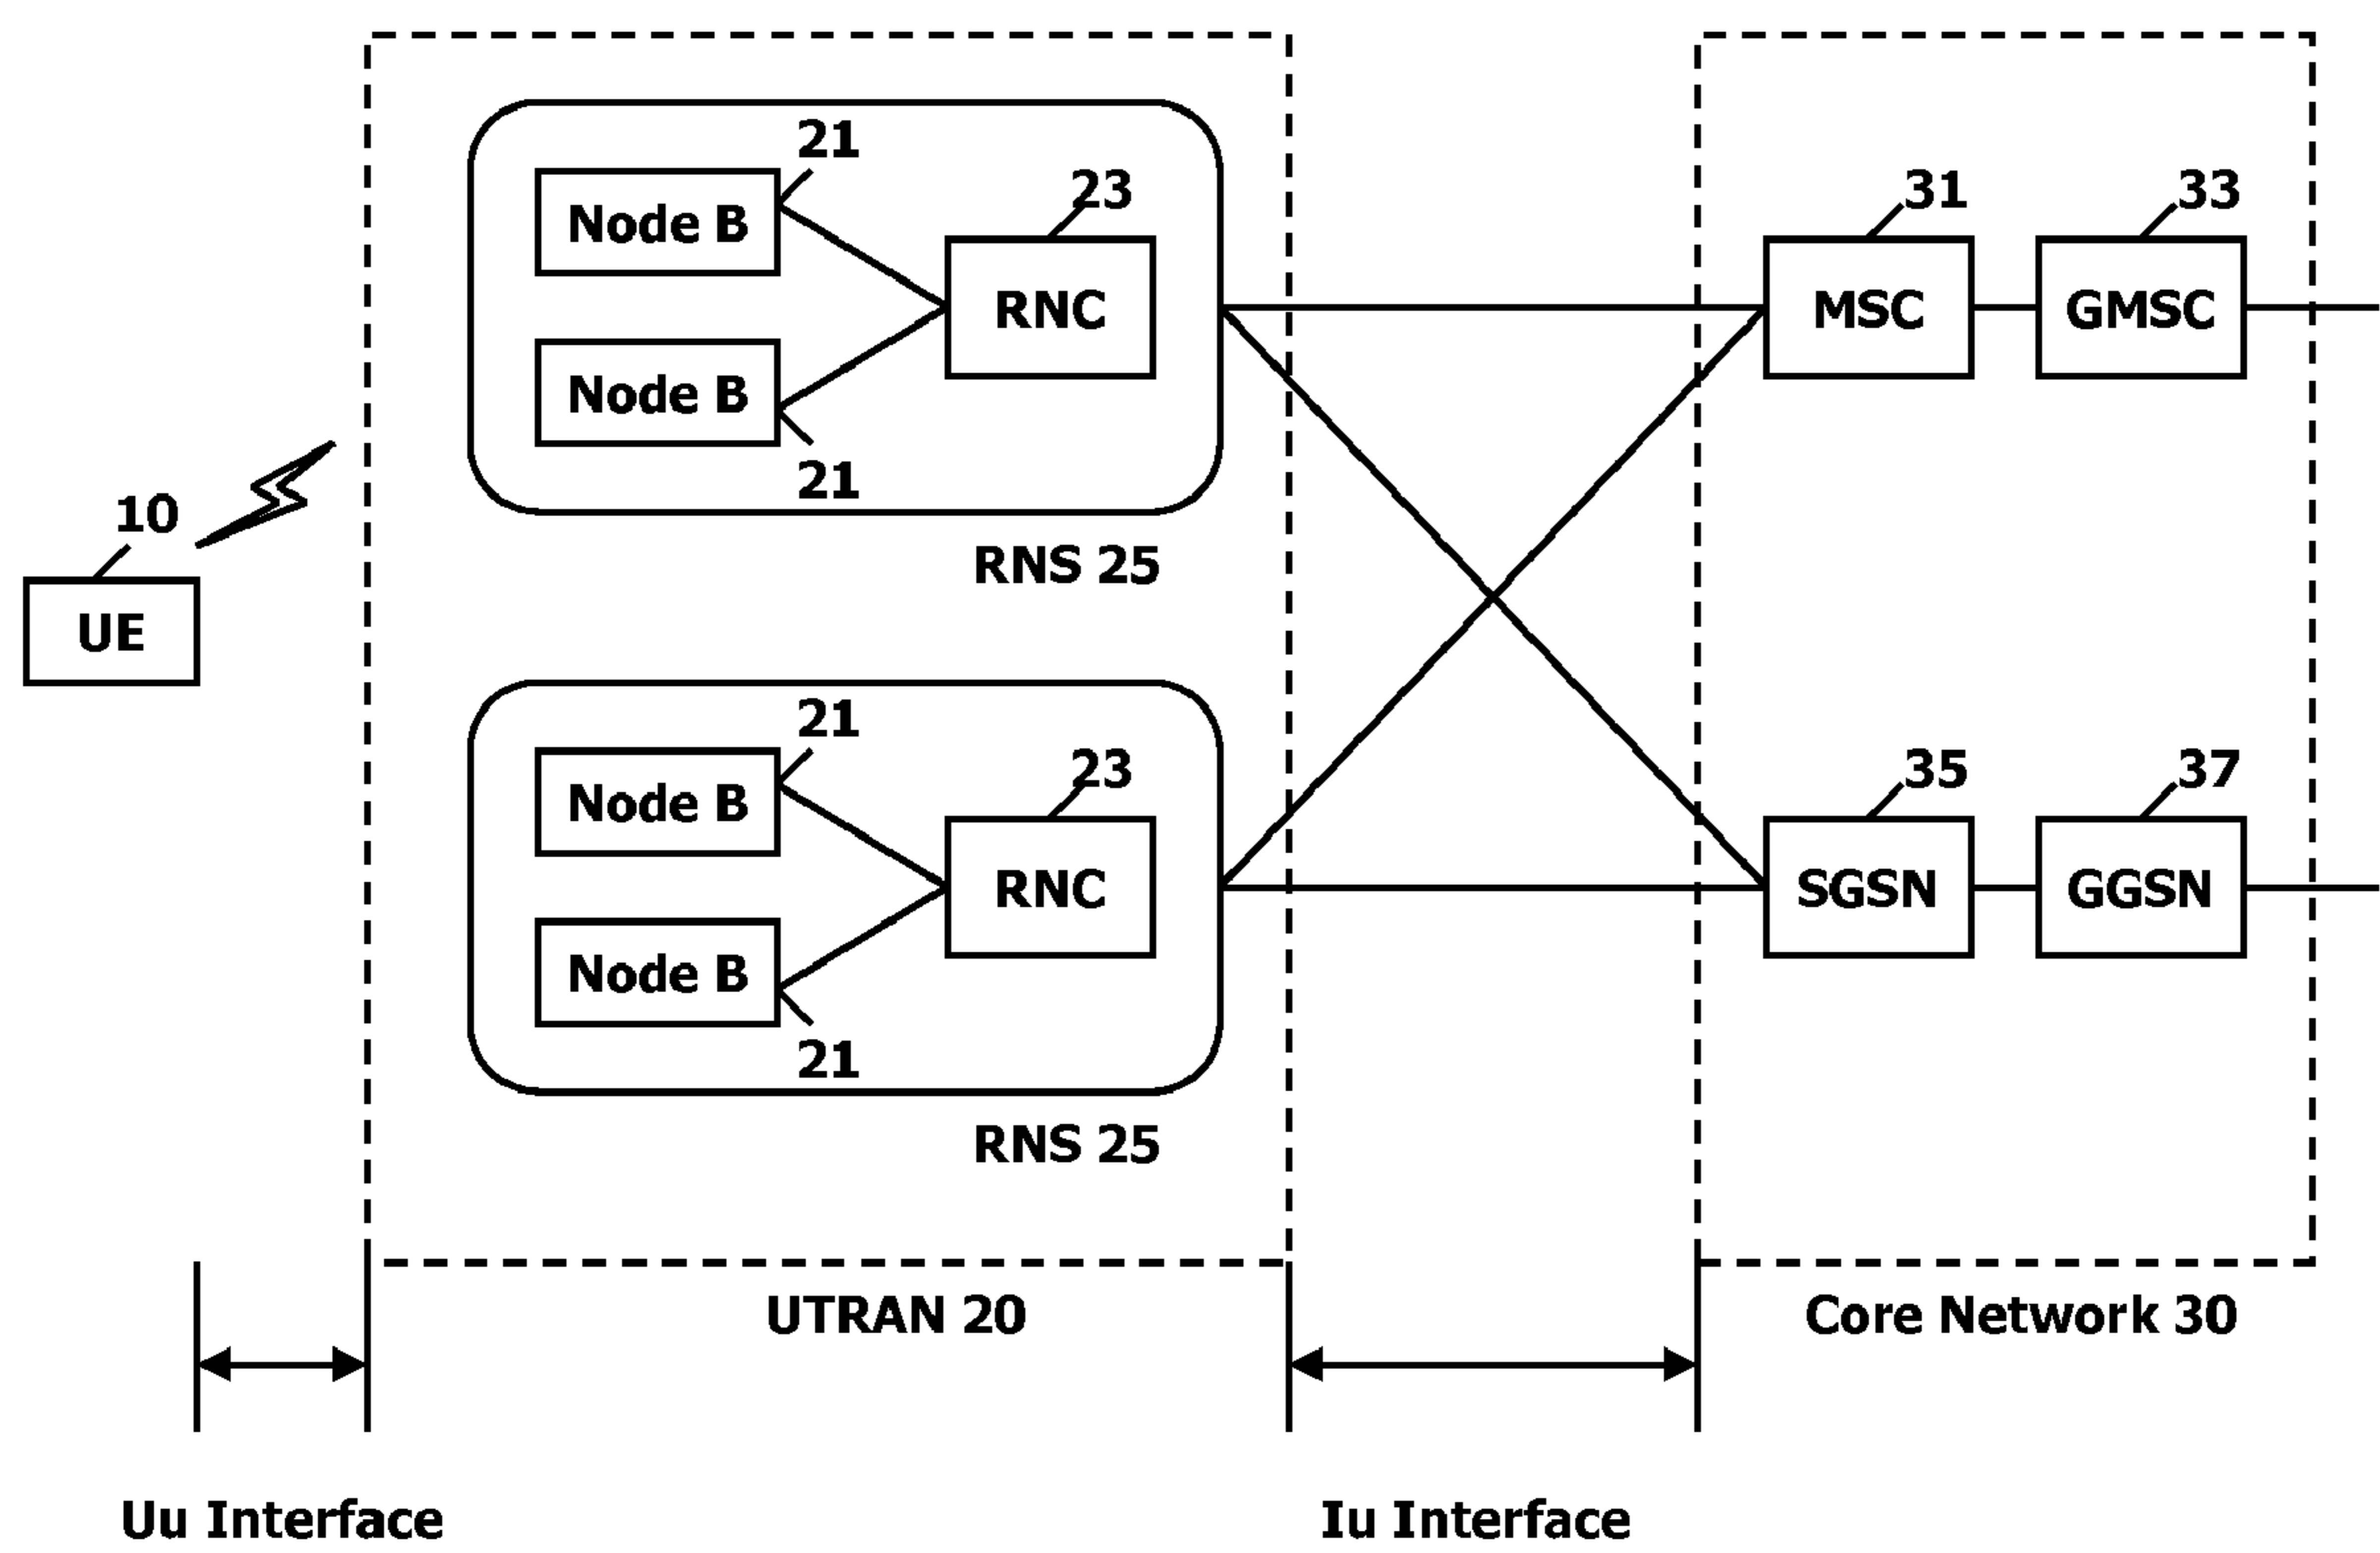 21
Node B
23
RNC
Node B
21
RNS 25
10
UE
21
Node B
23
RNC
Node B
21
RNS 25
31
MSC
33
GMSC
35
SGSN
37
GGSN
UTRAN 20
Core Network 30
Uu Interface
Iu Interface